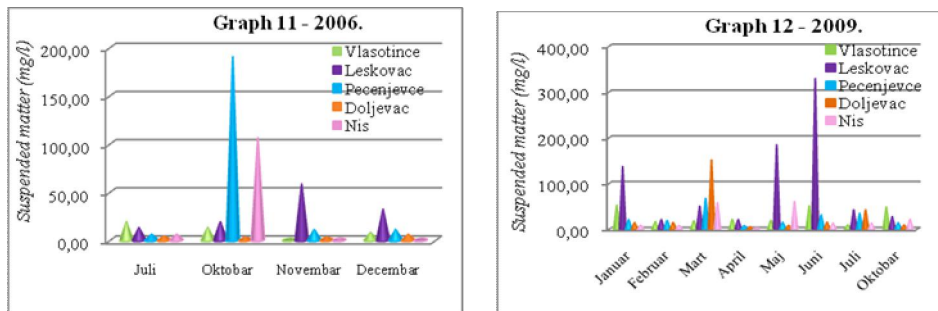 Graph 11 - 2006.
Suspended matter (mg/l)
200,00
150,00
100,00
50,00
0,00
Vlasotince
Leskovac
Pecenjevce
Doljevac
Nis
Juli
Oktobar
Novembar
Decembar
Graph 12 - 2009.
Suspended matter (mg/l)
400,00
300,00
200,00
100,00
0,00
Vlasotince
Leskovac
Pecenjevce
Doljevac
Nis
Januar
Februar
Mart
April
Maj
Juni
Juli
Oktobar